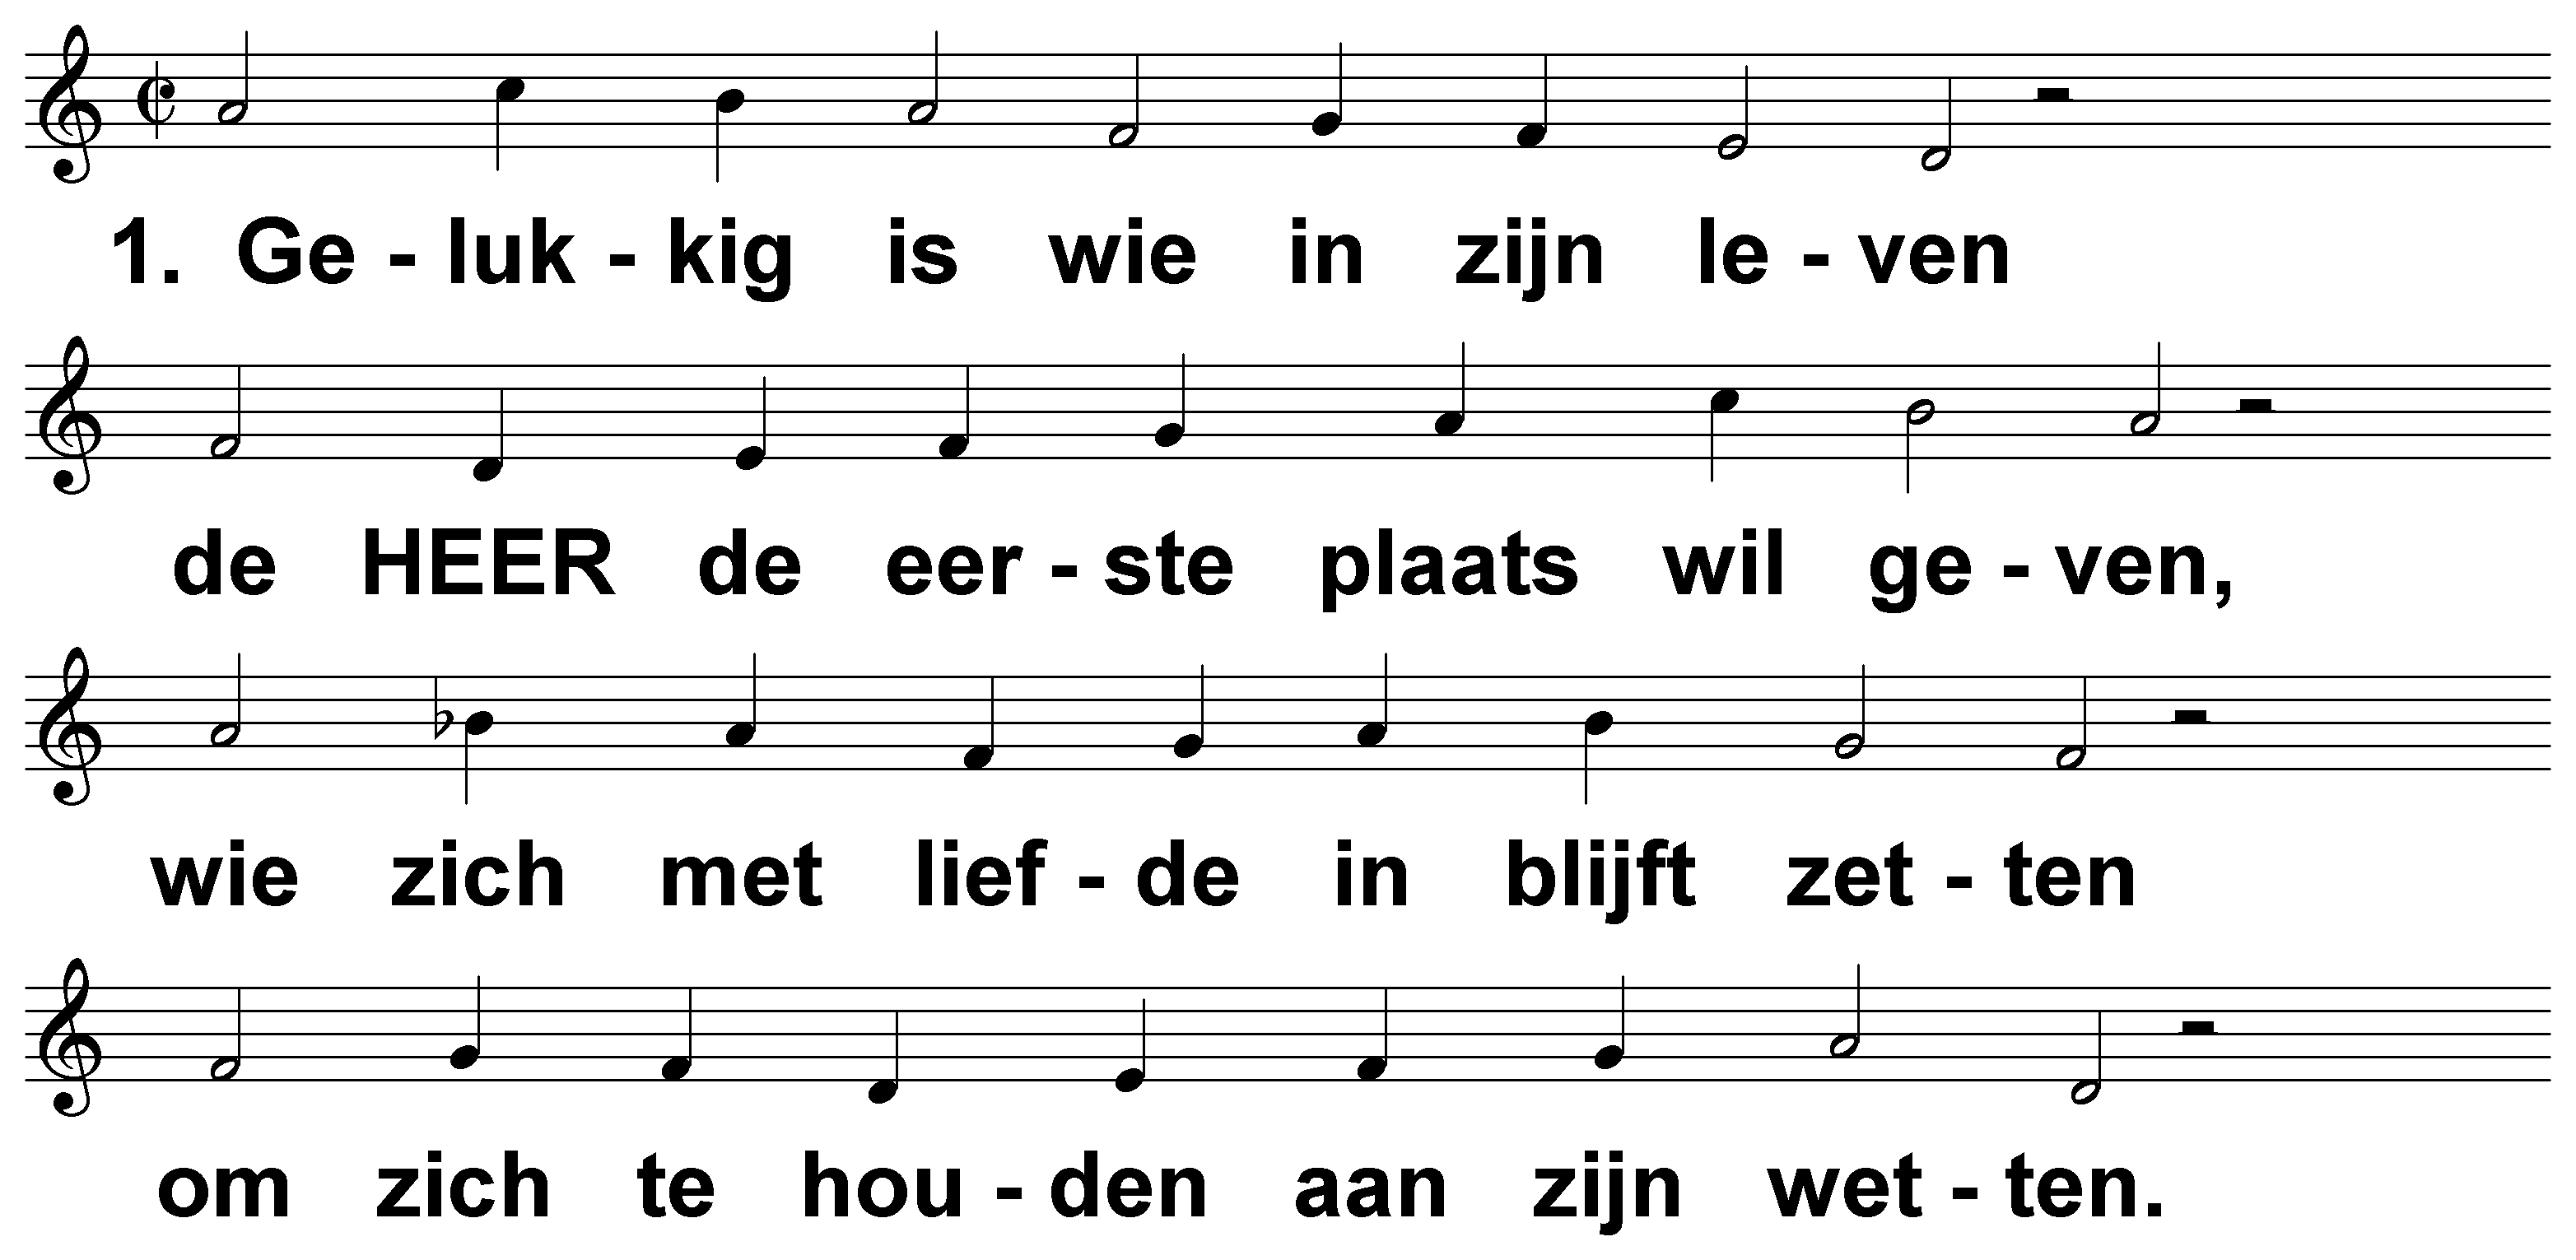 1. Ge - luk - kig is wie in zijn le - ven
de HEER de eer - ste plaats wil ge - ven,
wie zich met lief - de in blijft zet - ten
om zich te hou - den aan zijn wet - ten.